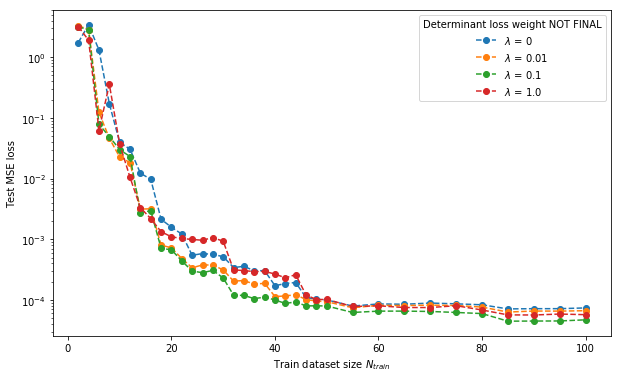 Determinant loss weight NOT FINAL
λ = 0
λ = 0.01
λ = 0.1
λ = 1.0
Test MSE loss
10⁰
10⁻¹
10⁻²
10⁻³
10⁻⁴
0 20 40 60 80 100
Train dataset size N_train